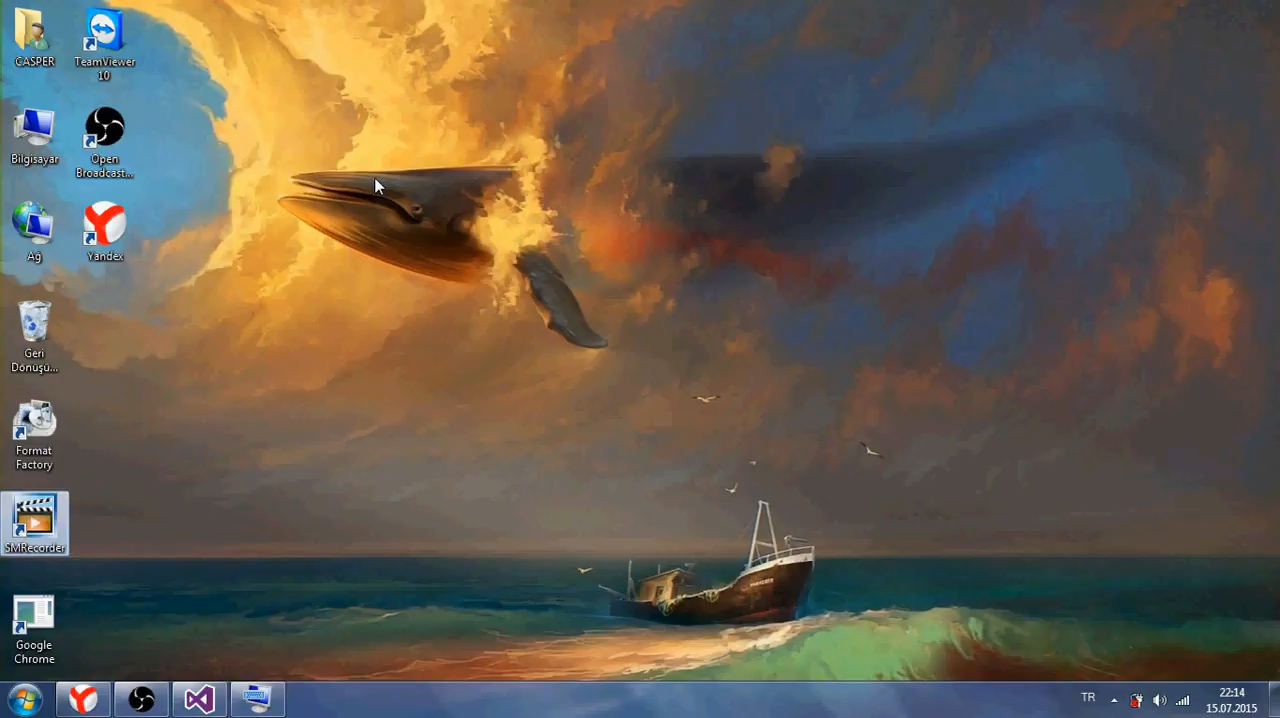 CASPER
TeamViewer
10
Bilgisayar
Open
Broadcast...
Ağ
Yandex
Geri
Dönüşü...
Format
Factory
SMRecorder
Google
Chrome
TR
22:14
15.07.2015